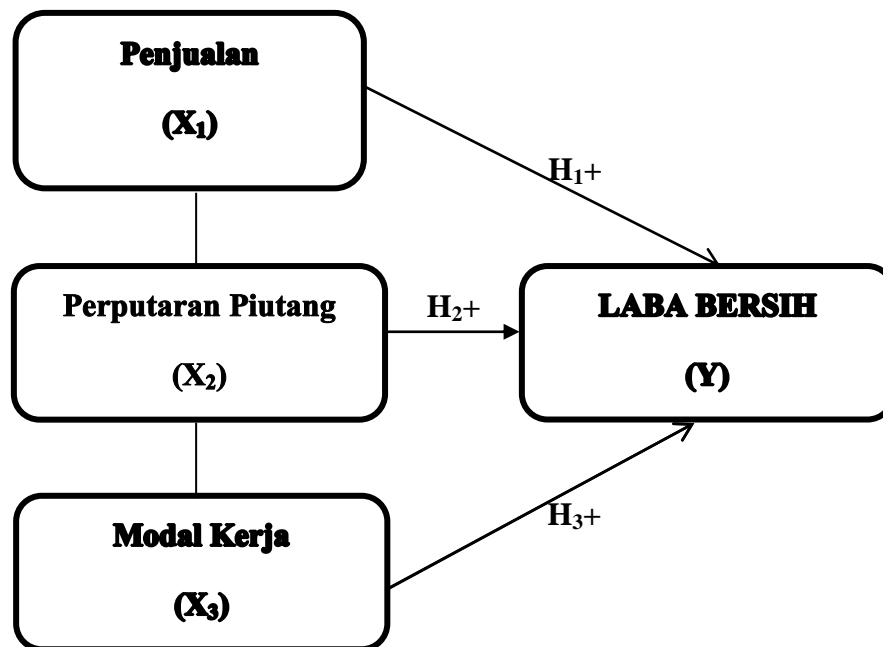 Penjualan
(X₁)
H₁+
Perputaran Piutang
(X₂)
H₂+
LABA BERSIH
(Y)
Modal Kerja
(X₃)
H₃+